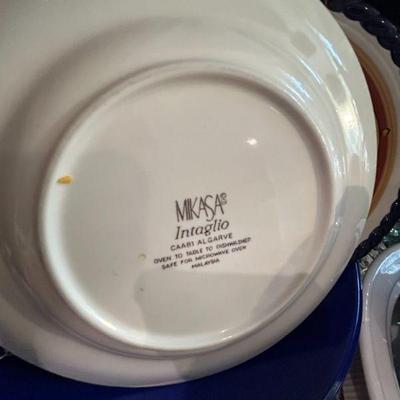 MIKASA®
Intaglio
CAA81 ALGARVE
OVEN TO TABLE TO DISHWASHER
SAFE FOR MICROWAVE OVEN
MALAYSIA